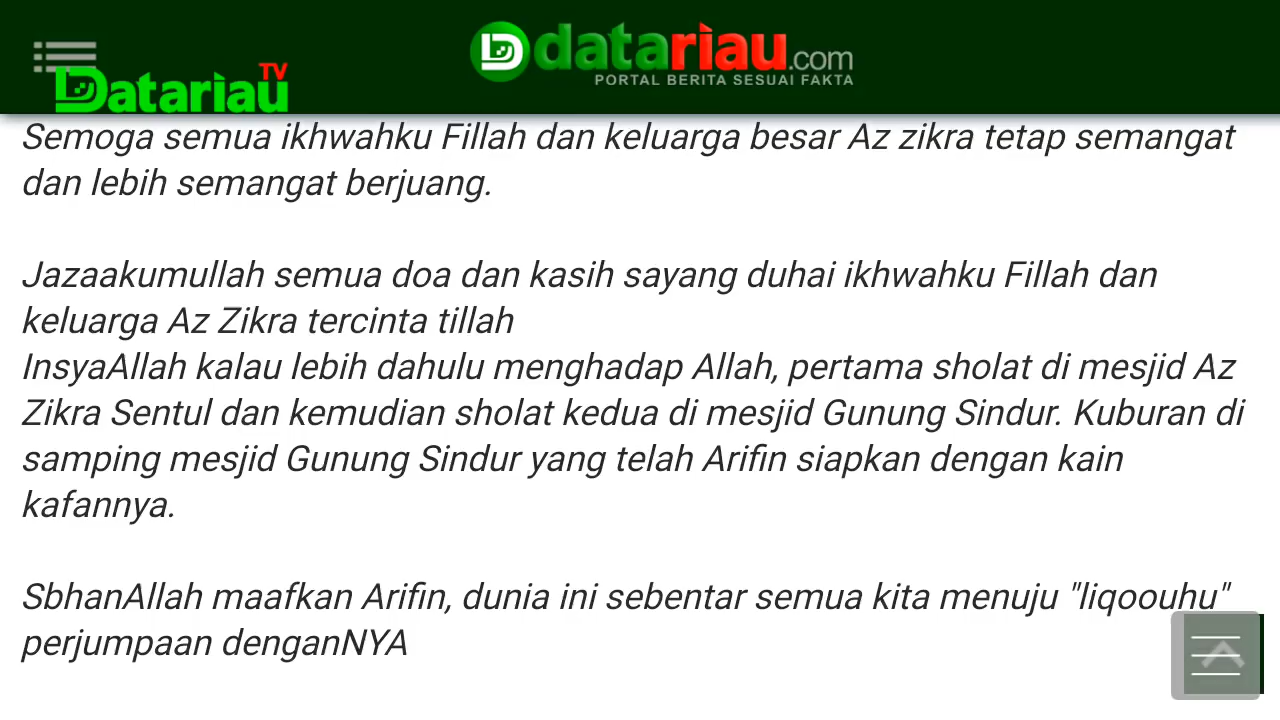 datariau.com
PORTAL BERITA SESUAI FAKTA
Datariau TV
Semoga semua ikhwahku Fillah dan keluarga besar Az zikra tetap semangat
dan lebih semangat berjuang.
Jazaakumullah semua doa dan kasih sayang duhai ikhwahku Fillah dan
keluarga Az Zikra tercinta tillah
InsyaAllah kalau lebih dahulu menghadap Allah, pertama sholat di mesjid Az
Zikra Sentul dan kemudian sholat kedua di mesjid Gunung Sindur. Kuburan di
samping mesjid Gunung Sindur yang telah Arifin siapkan dengan kain
kafannya.
SbhanAllah maafkan Arifin, dunia ini sebentar semua kita menuju "liqoouhu"
perjumpaan denganNYA